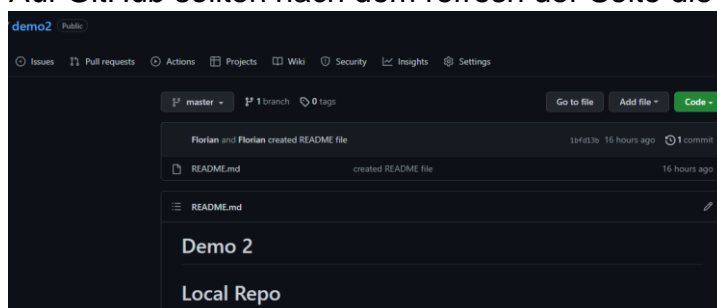 Auf GitHub sollten nach dem refresh der Seite die
demo2 Public
Issues Pull requests Actions Projects Wiki Security Insights Settings
master 1 branch 0 tags Go to file Add file Code
Florian and Florian created README file 1bfd13b 16 hours ago 1 commit
README.md created README file 16 hours ago
README.md
Demo 2
Local Repo